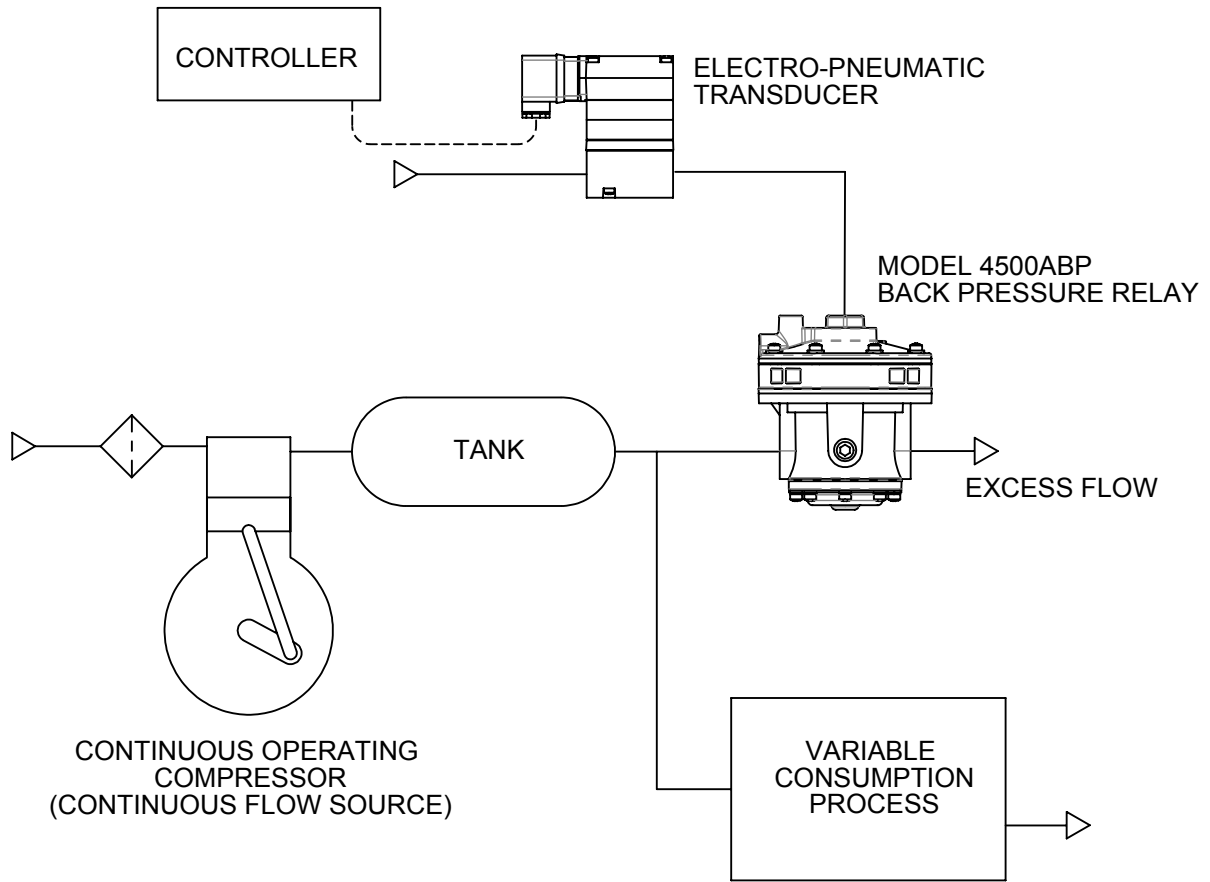 CONTROLLER
ELECTRO-PNEUMATIC
TRANSDUCER
MODEL 4500ABP
BACK PRESSURE RELAY
TANK
EXCESS FLOW
CONTINUOUS OPERATING
COMPRESSOR
(CONTINUOUS FLOW SOURCE)
VARIABLE
CONSUMPTION
PROCESS